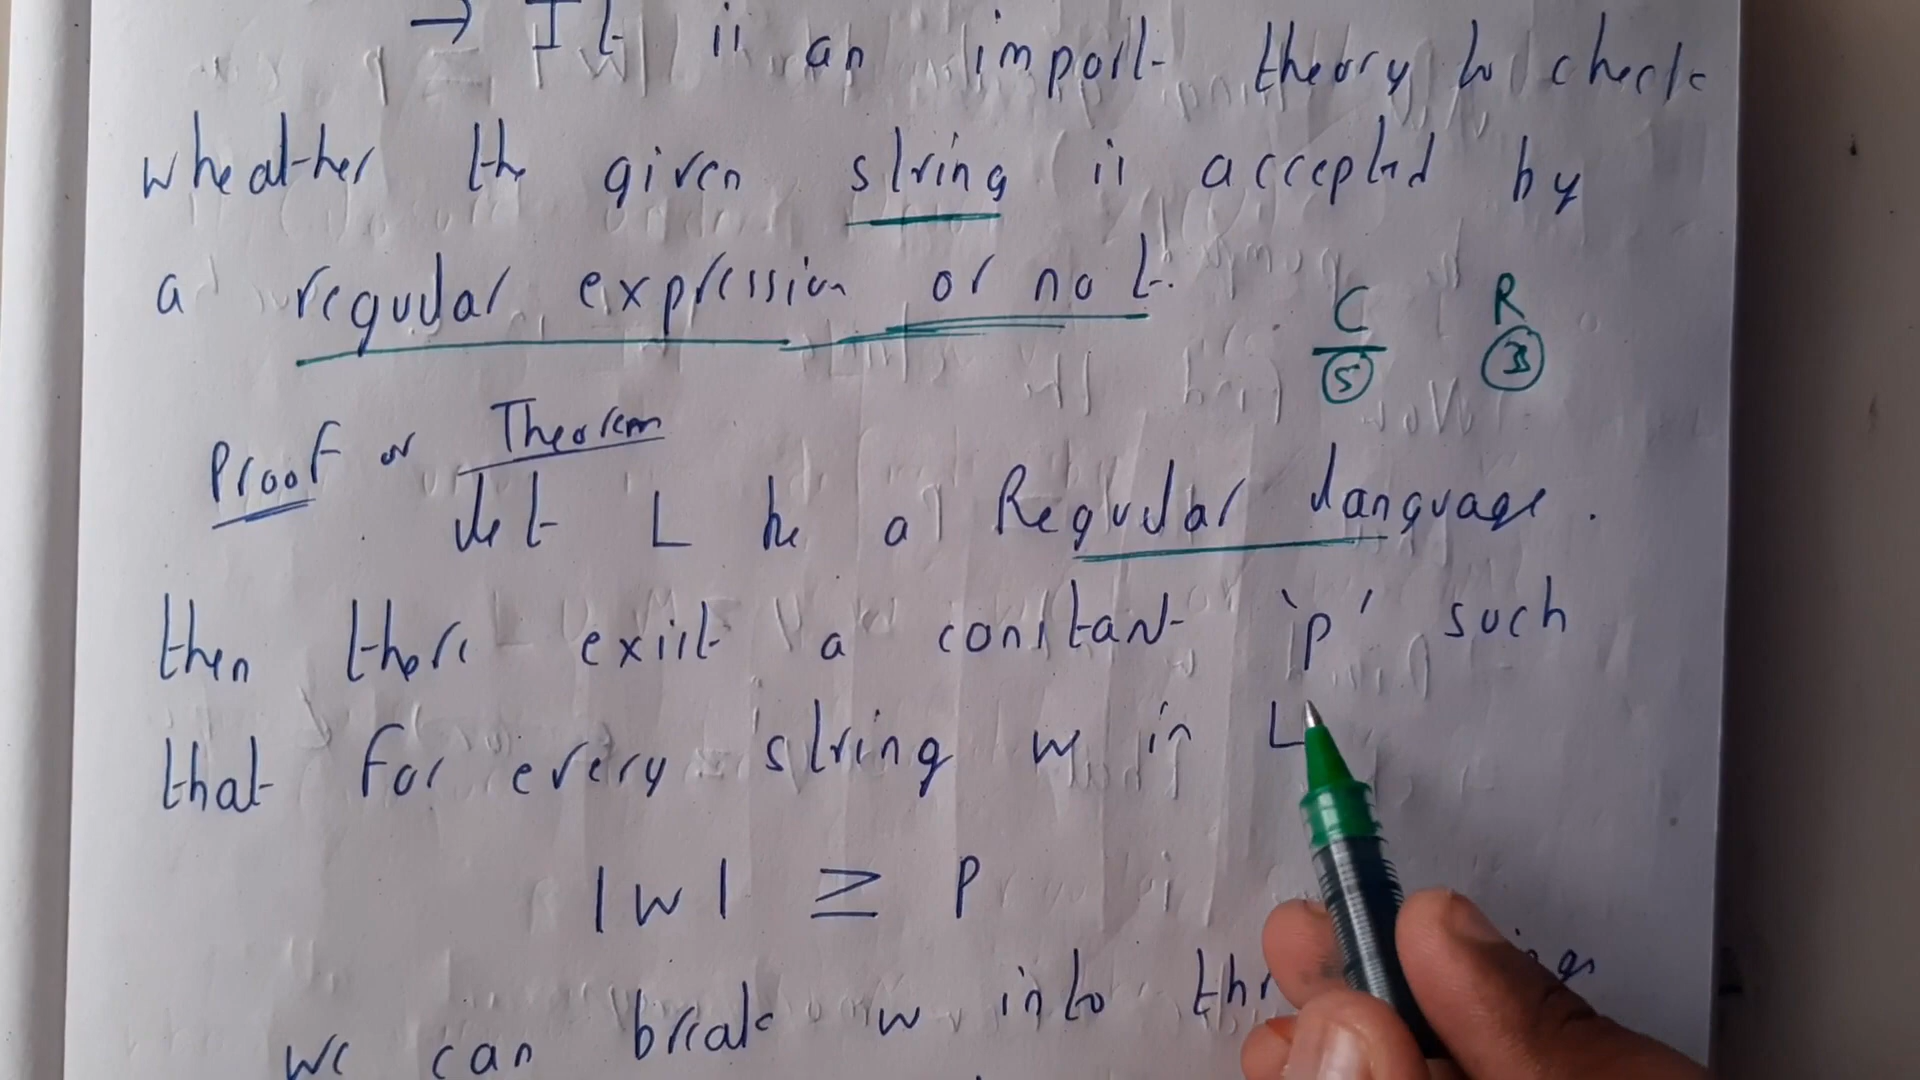 → It is an import theory to check
wheather the given string is accepted by
a regular expression or not.
C R
5 3
Proof or Theorem
Let L be a Regular language.
then there exist a constant 'p' such
that for every string w in L
|w| ≥ P
we can break w into